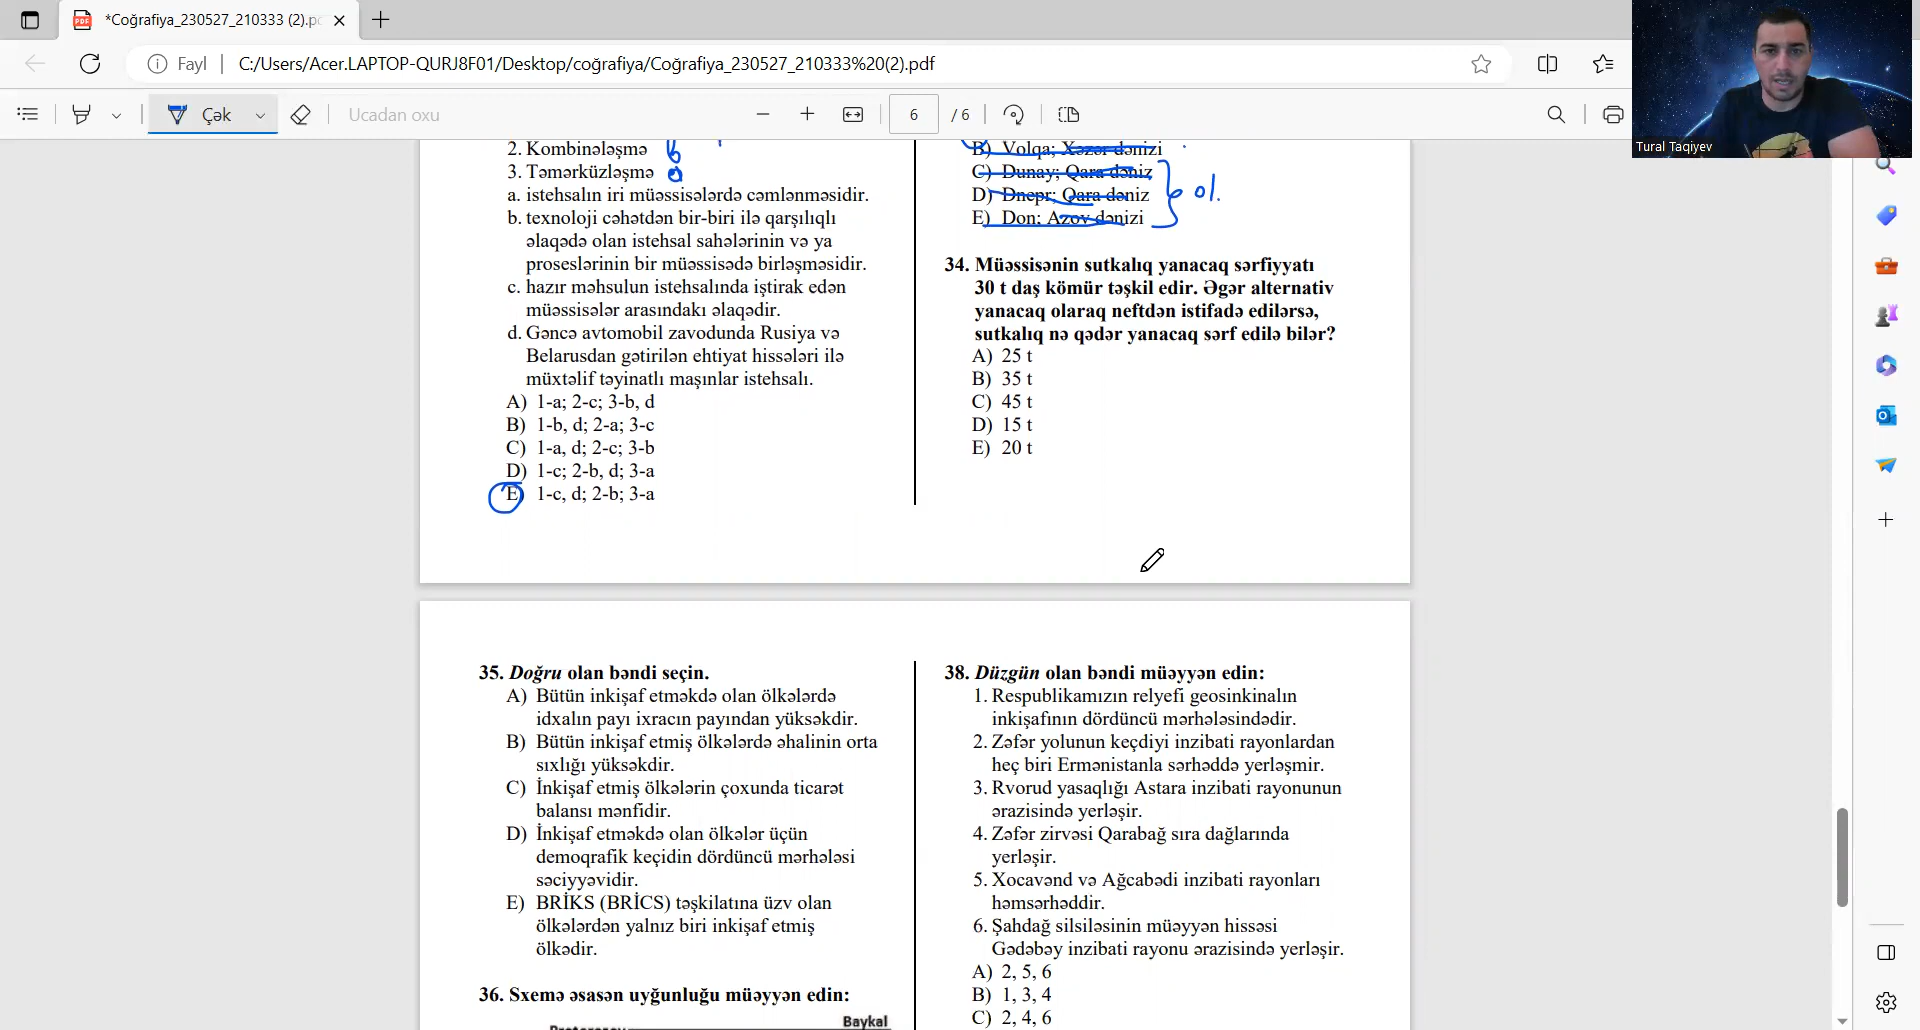 *Coğrafiya_230527_210333 (2).pd
Fayl
C:/Users/Acer.LAPTOP-QURJ8F01/Desktop/coğrafiya/Coğrafiya_230527_210333%20(2).pdf
Çək
Ucadan oxu
6 / 6
Tural Taqiyev
2. Kombinələşmə b
3. Təmərküzləşmə a
a. istehsalın iri müəssisələrdə cəmlənməsidir.
b. texnoloji cəhətdən bir-biri ilə qarşılıqlı
əlaqədə olan istehsal sahələrinin və ya
proseslərinin bir müəssisədə birləşməsidir.
c. hazır məhsulun istehsalında iştirak edən
müəssisələr arasındakı əlaqədir.
d. Gəncə avtomobil zavodunda Rusiya və
Belarusdan gətirilən ehtiyat hissələri ilə
müxtəlif təyinatlı maşınlar istehsalı.
A) 1-a; 2-c; 3-b, d
B) 1-b, d; 2-a; 3-c
C) 1-a, d; 2-c; 3-b
D) 1-c; 2-b, d; 3-a
E) 1-c, d; 2-b; 3-a
B) Volqa; Xəzər dənizi
C) Dunay; Qara dəniz
D) Dnepr; Qara dəniz
E) Don; Azov dənizi
ol.
34. Müəssisənin sutkalıq yanacaq sərfiyyatı
30 t daş kömür təşkil edir. Əgər alternativ
yanacaq olaraq neftdən istifadə edilərsə,
sutkalıq nə qədər yanacaq sərf edilə bilər?
A) 25 t
B) 35 t
C) 45 t
D) 15 t
E) 20 t
35. Doğru olan bəndi seçin.
A) Bütün inkişaf etməkdə olan ölkələrdə
idxalın payı ixracın payından yüksəkdir.
B) Bütün inkişaf etmiş ölkələrdə əhalinin orta
sıxlığı yüksəkdir.
C) İnkişaf etmiş ölkələrin çoxunda ticarət
balansı mənfidir.
D) İnkişaf etməkdə olan ölkələr üçün
demoqrafik keçidin dördüncü mərhələsi
səciyyəvidir.
E) BRİKS (BRİCS) təşkilatına üzv olan
ölkələrdən yalnız biri inkişaf etmiş
ölkədir.
36. Sxemə əsasən uyğunluğu müəyyən edin:
Baykal
38. Düzgün olan bəndi müəyyən edin:
1. Respublikamızın relyefi geosinkinalın
inkişafının dördüncü mərhələsindədir.
2. Zəfər yolunun keçdiyi inzibati rayonlardan
heç biri Ermənistanla sərhəddə yerləşmir.
3. Rvorud yasaqlığı Astara inzibati rayonunun
ərazisində yerləşir.
4. Zəfər zirvəsi Qarabağ sıra dağlarında
yerləşir.
5. Xocavənd və Ağcabədi inzibati rayonları
həmsərhəddir.
6. Şahdağ silsiləsinin müəyyən hissəsi
Gədəbəy inzibati rayonu ərazisində yerləşir.
A) 2, 5, 6
B) 1, 3, 4
C) 2, 4, 6